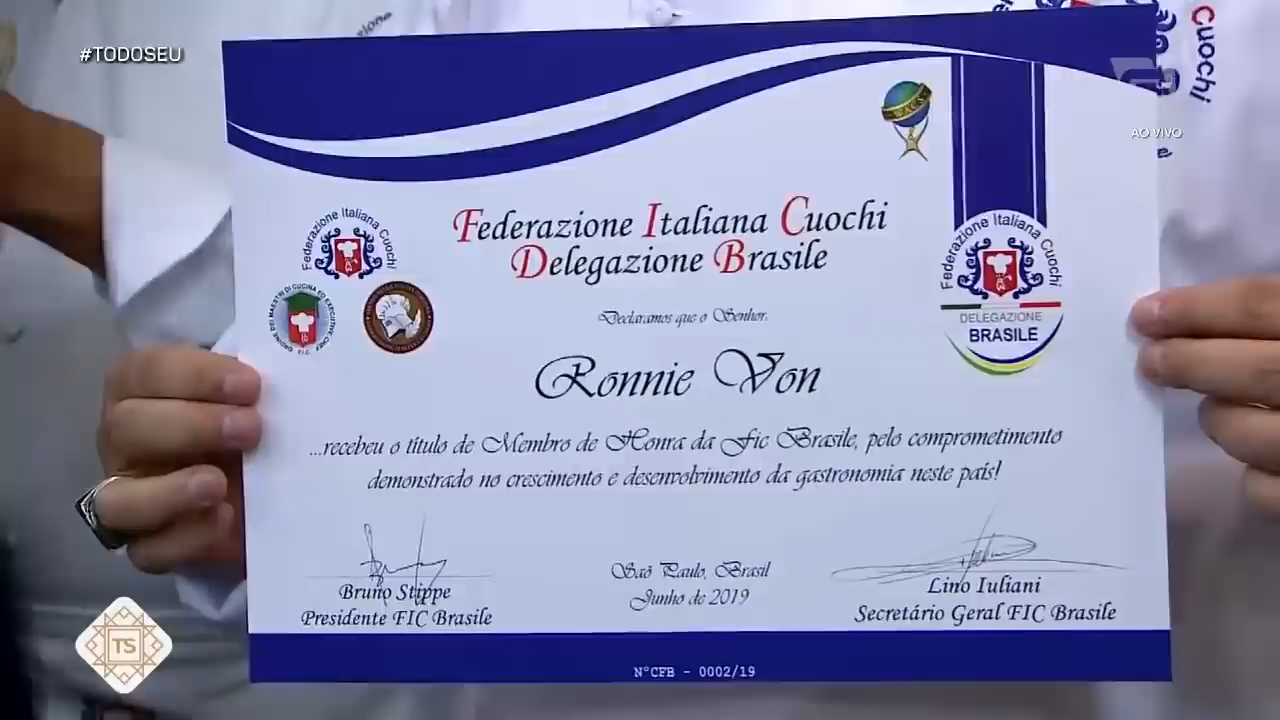 #TODOSEU
AO VIVO
Cuochi
Federazione Italiana Cuochi
Delegazione Brasile
Federazione Italiana Cuochi
Federazione Italiana Cuochi
DELEGAZIONE
BRASILE
Declaramos que o Senhor:
Ronnie Von
...recebeu o título de Membro de Honra da Fic Brasile, pelo comprometimento
demonstrado no crescimento e desenvolvimento da gastronomia neste país!
Saõ Paulo, Brasil
Junho de 2019
Bruno Stippe
Presidente FIC Brasile
Lino Iuliani
Secretário Geral FIC Brasile
N°CFB - 0002/19
TS